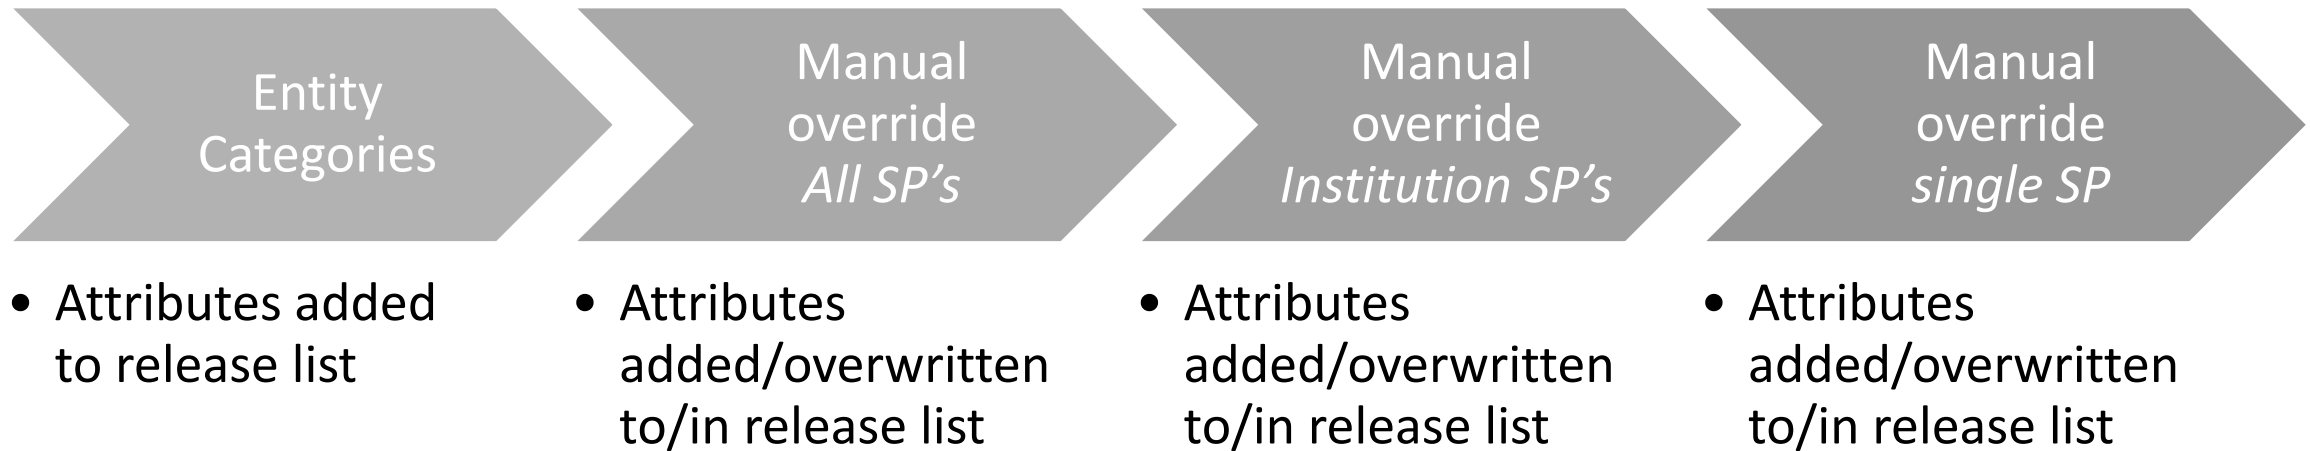 Entity
Categories
Manual
override
All SP’s
Manual
override
Institution SP’s
Manual
override
single SP
• Attributes added
to release list
• Attributes
added/overwritten
to/in release list
• Attributes
added/overwritten
to/in release list
• Attributes
added/overwritten
to/in release list